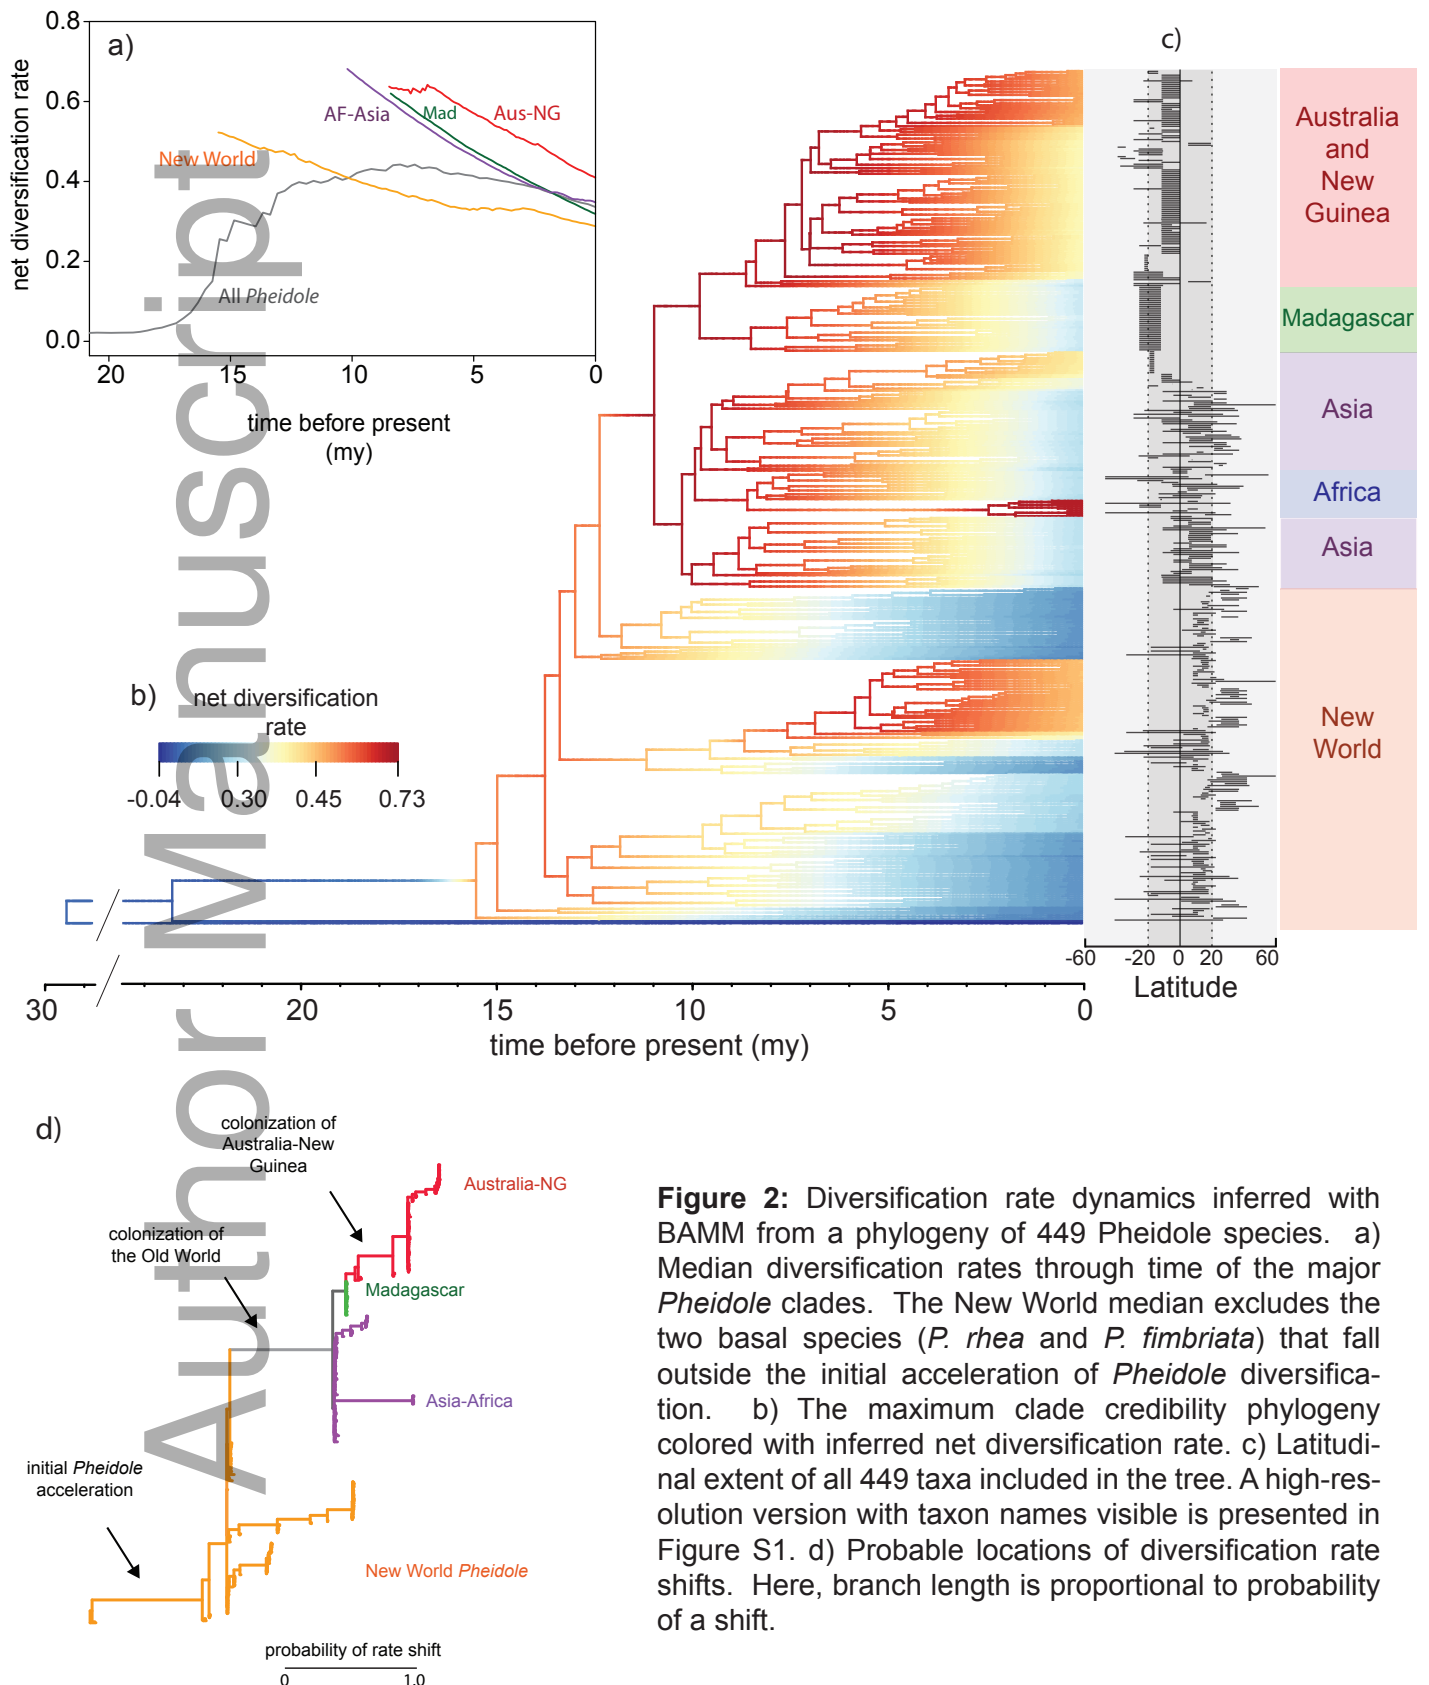 a)
0.8
0.6
0.4
0.2
0.0
net diversification rate
AF-Asia
Mad
Aus-NG
New World
All Pheidole
20
15
10
5
0
time before present
(my)
c)
Australia
and
New
Guinea
Madagascar
Asia
Africa
Asia
New
World
b)
net diversification
rate
-0.04
0.30
0.45
0.73
-60
-20
0
20
60
Latitude
30
20
15
10
5
0
time before present (my)
Author Manuscript
d)
colonization of
Australia-New
Guinea
Australia-NG
colonization of
the Old World
Madagascar
Asia-Africa
initial Pheidole
acceleration
New World Pheidole
probability of rate shift
0
1.0
Figure 2: Diversification rate dynamics inferred with
BAMM from a phylogeny of 449 Pheidole species. a)
Median diversification rates through time of the major
Pheidole clades. The New World median excludes the
two basal species (P. rhea and P. fimbriata) that fall
outside the initial acceleration of Pheidole diversifica-
tion. b) The maximum clade credibility phylogeny
colored with inferred net diversification rate. c) Latitudi-
nal extent of all 449 taxa included in the tree. A high-res-
olution version with taxon names visible is presented in
Figure S1. d) Probable locations of diversification rate
shifts. Here, branch length is proportional to probability
of a shift.